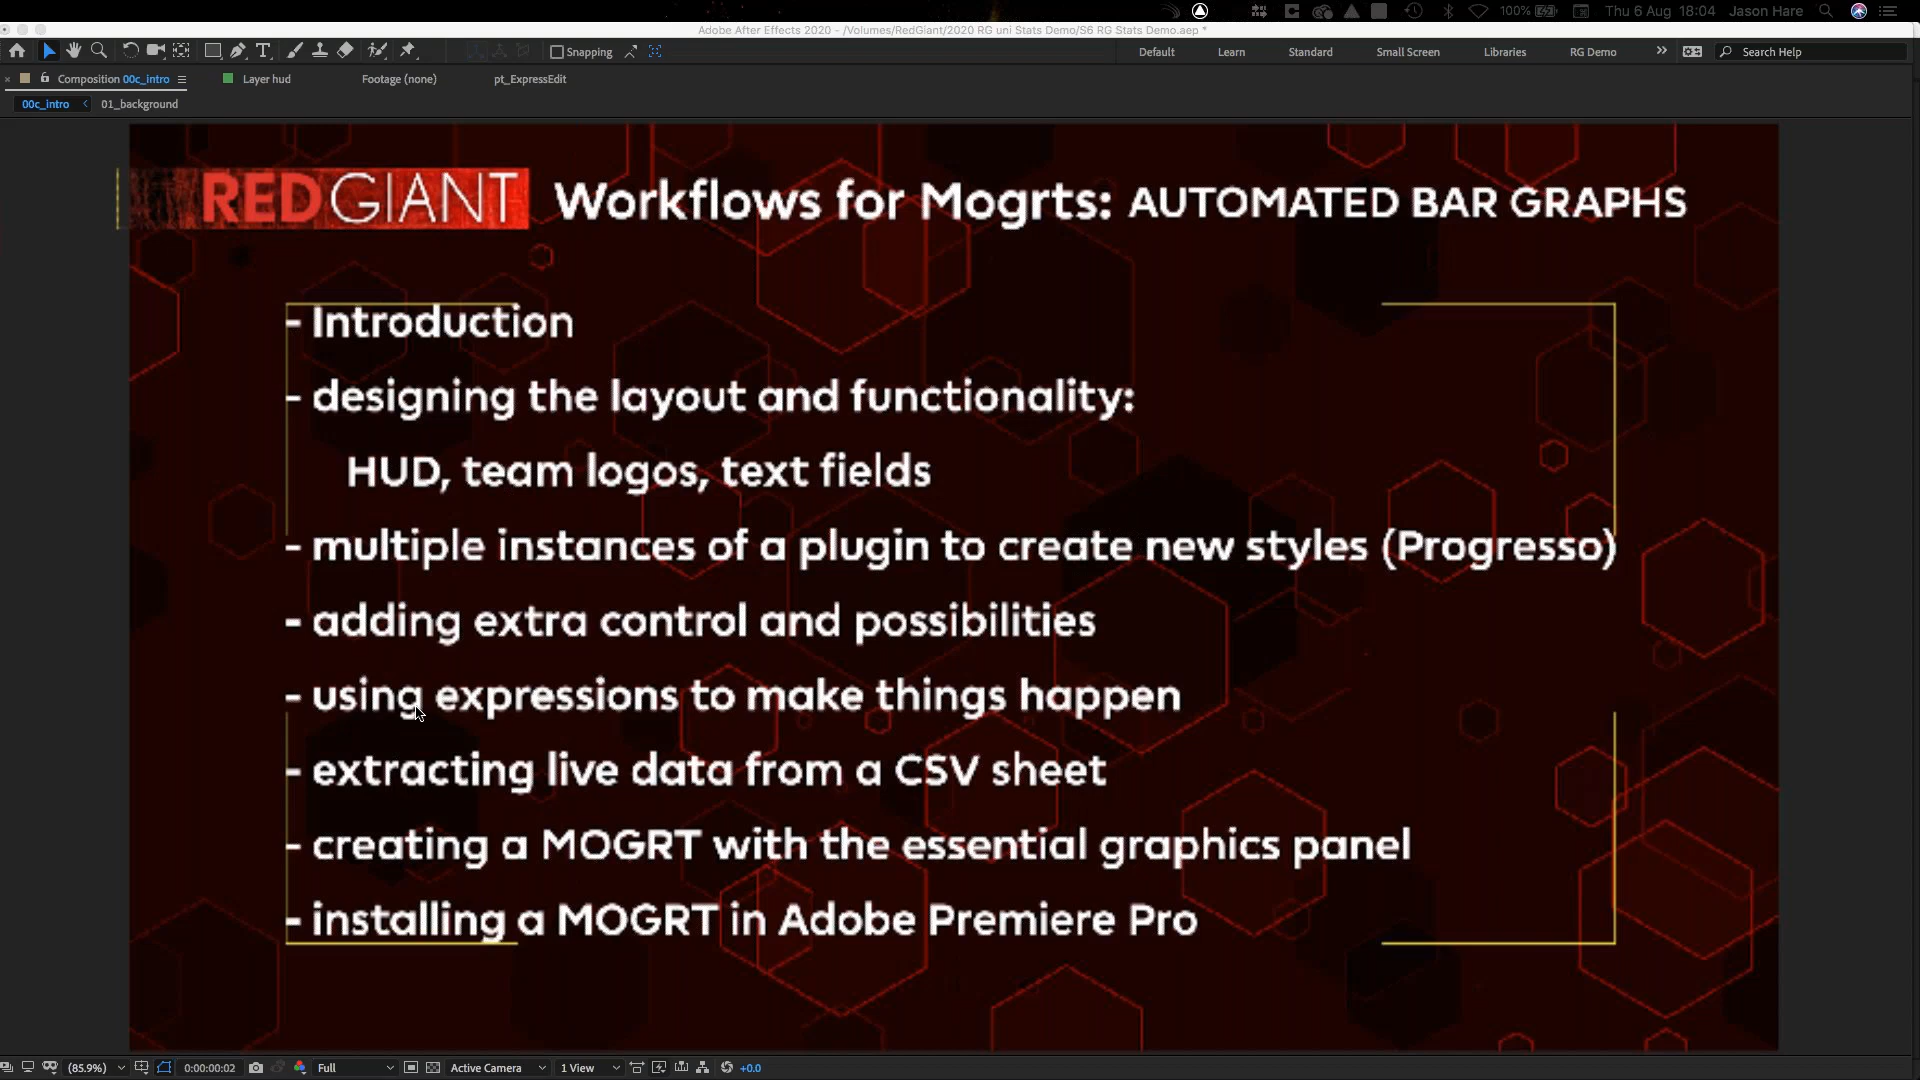 100%
Thu 6 Aug 18:04 Jason Hare
Adobe After Effects 2020 - /Volumes/RedGiant/2020 RG uni Stats Demo/S6 RG Stats Demo.aep *
Snapping
Default Learn Standard Small Screen Libraries RG Demo » Search Help
Composition 00c_intro Layer hud Footage (none) pt_ExpressEdit
00c_intro 01_background
REDGIANT Workflows for Mogrts: AUTOMATED BAR GRAPHS
- Introduction
- designing the layout and functionality:
HUD, team logos, text fields
- multiple instances of a plugin to create new styles (Progresso)
- adding extra control and possibilities
- using expressions to make things happen
- extracting live data from a CSV sheet
- creating a MOGRT with the essential graphics panel
- installing a MOGRT in Adobe Premiere Pro
(85.9%) 0:00:00:02 Full Active Camera 1 View +0.0